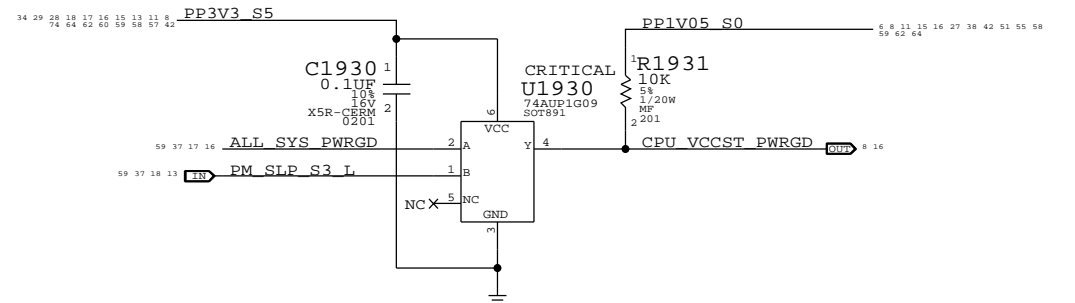 34 29 28 18 17 16 15 13 11 8
74 64 62 60 59 58 57 42
PP3V3_S5
PP1V05_S0
6 8 11 15 16 27 38 42 51 55 58
59 62 64
C1930
1
0.1UF
10%
16V
X5R-CERM
0201
2
CRITICAL
U1930
74AUP1G09
SOT891
1
R1931
10K
5%
1/20W
MF
201
2
6
VCC
59 37 17 16
ALL_SYS_PWRGD
2
A
Y
4
CPU_VCCST_PWRGD
OUT
8 16
59 37 18 13
IN
PM_SLP_S3_L
1
B
NC
5
NC
GND
3